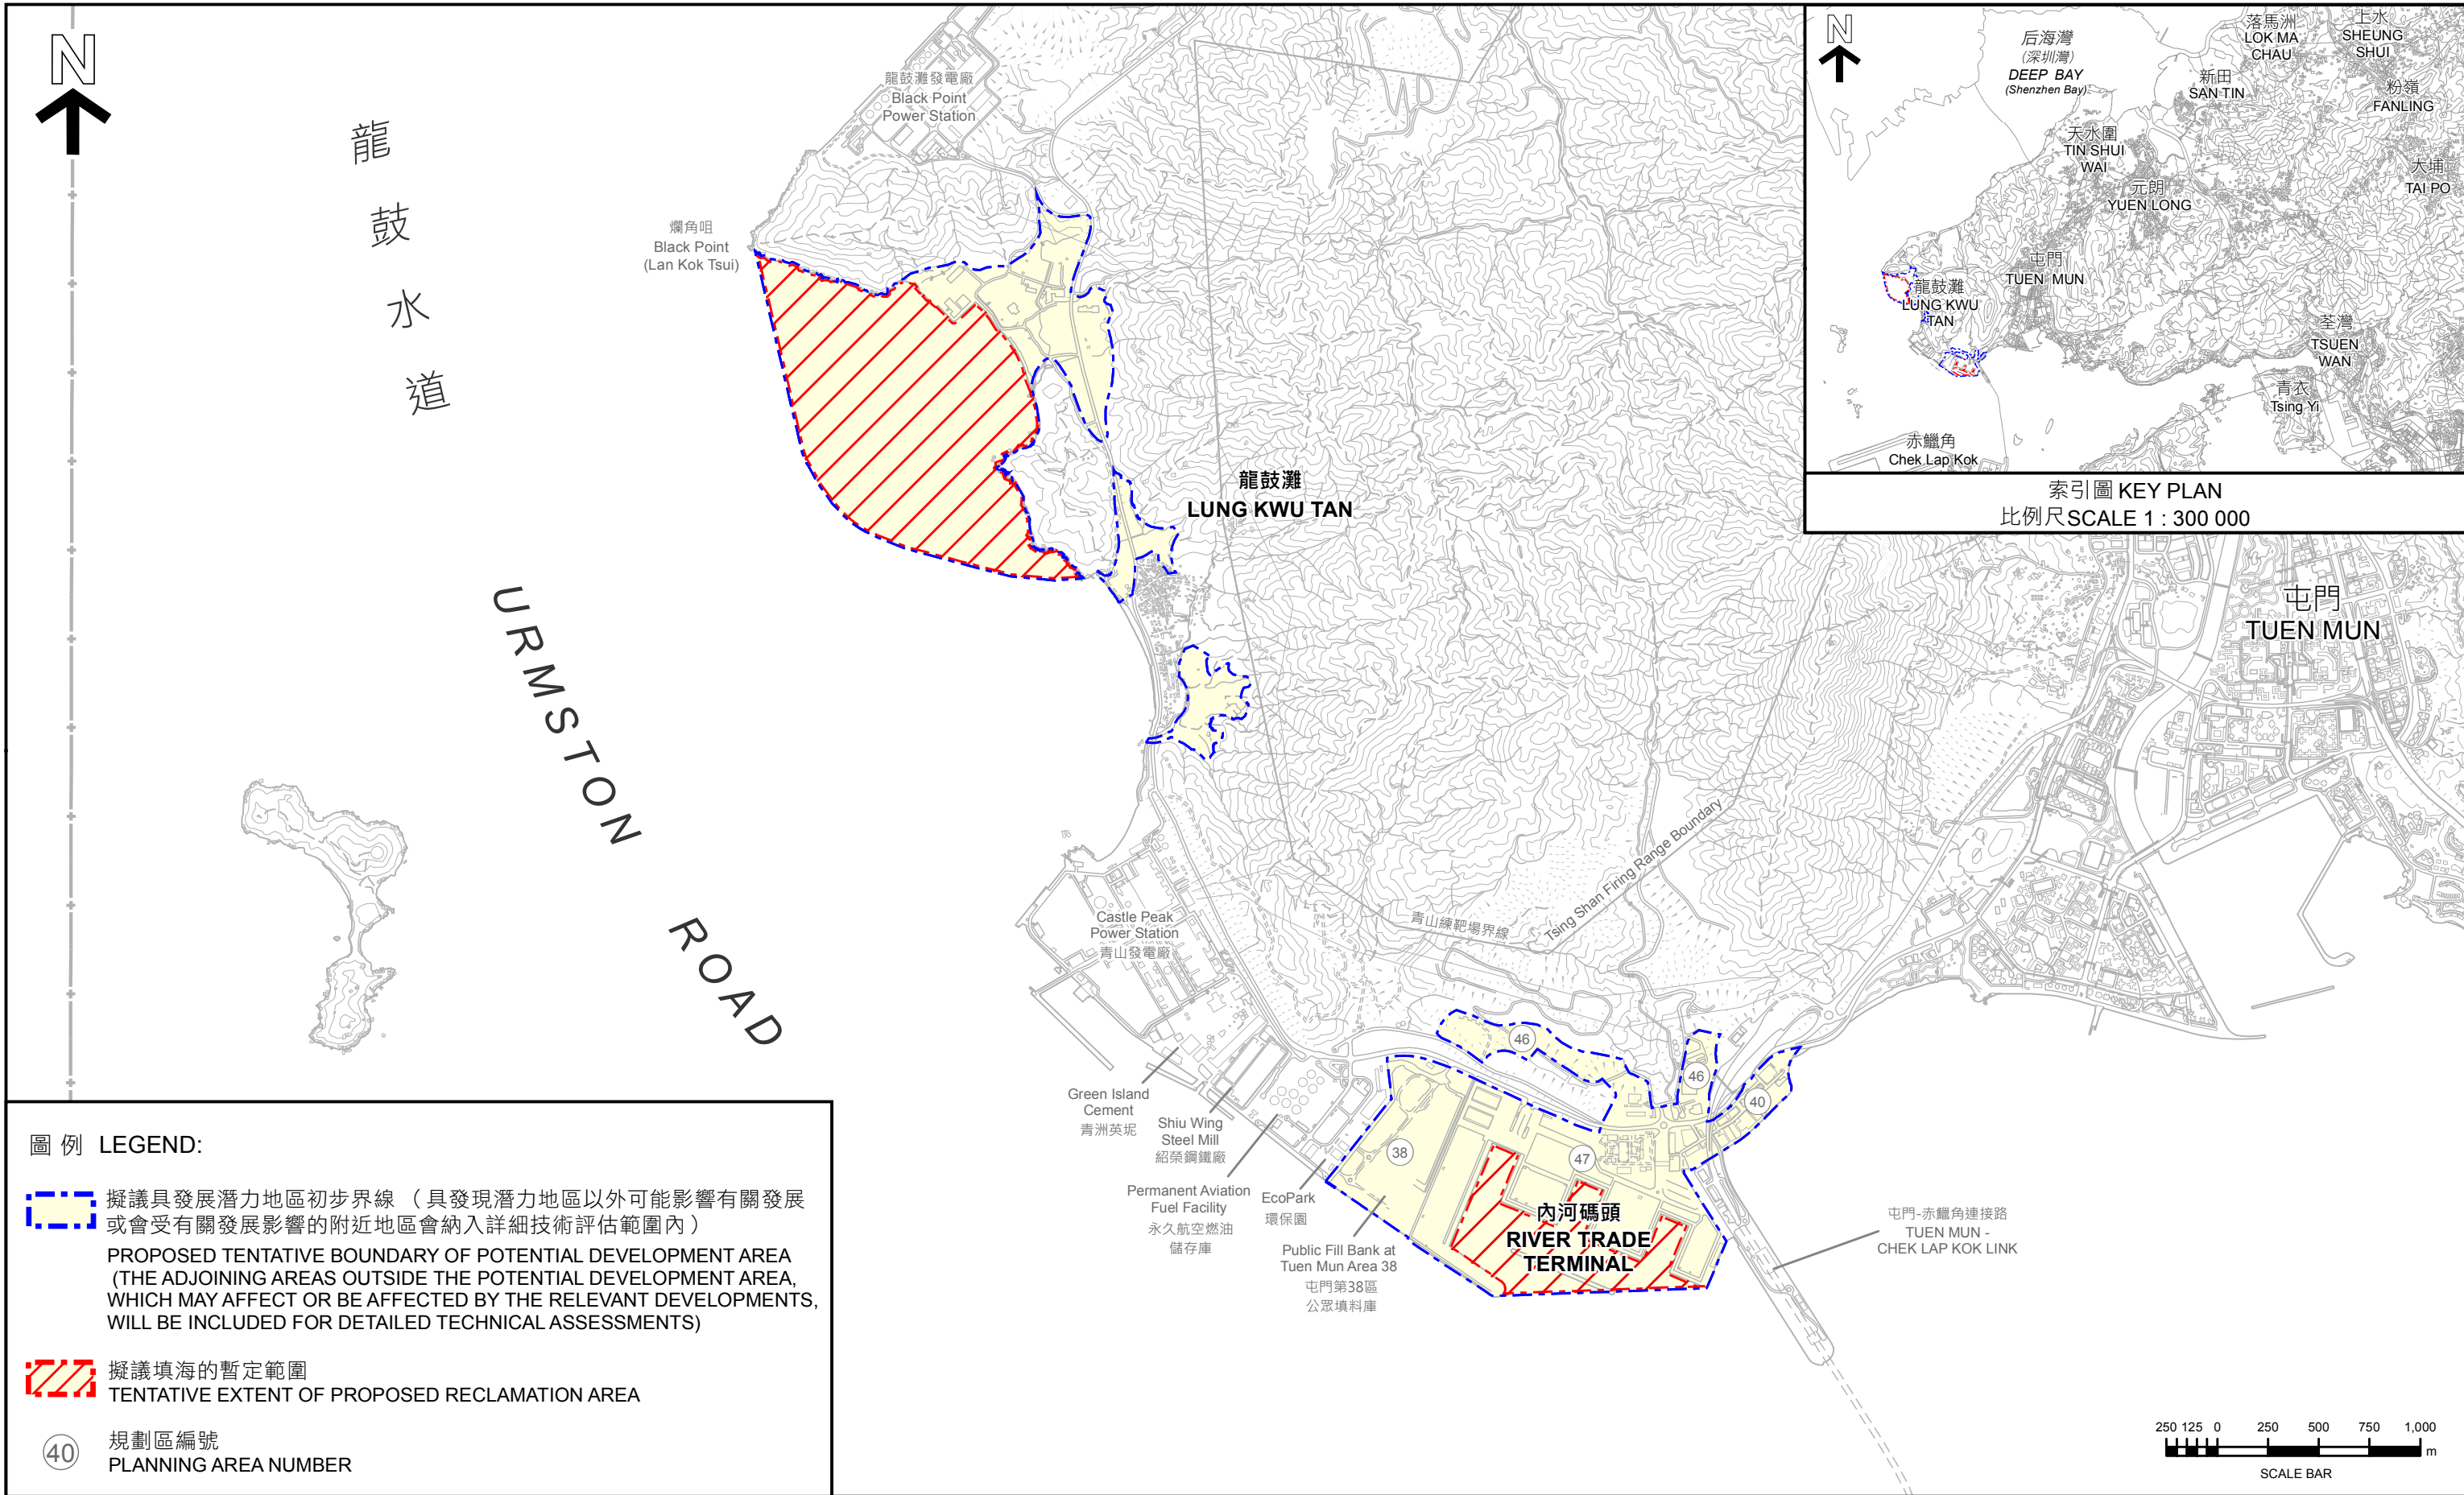 N
龍鼓水道
URMSTON ROAD
龍鼓灘發電廠
Black Point
Power Station
爛角咀
Black Point
(Lan Kok Tsui)
龍鼓灘
LUNG KWU TAN
屯門
TUEN MUN
青山練靶場界線
Tsing Shan Firing Range Boundary
Castle Peak
Power Station
青山發電廠
Green Island
Cement
青洲英坭
Shiu Wing
Steel Mill
紹榮鋼鐵廠
Permanent Aviation
Fuel Facility
永久航空燃油
儲存庫
EcoPark
環保園
Public Fill Bank at
Tuen Mun Area 38
屯門第38區
公眾填料庫
46
46
40
38
47
內河碼頭
RIVER TRADE
TERMINAL
屯門-赤鱲角連接路
TUEN MUN -
CHEK LAP KOK LINK
N
后海灣
(深圳灣)
DEEP BAY
(Shenzhen Bay)
落馬洲
LOK MA
CHAU
上水
SHEUNG
SHUI
新田
SAN TIN
粉嶺
FANLING
天水圍
TIN SHUI
WAI
元朗
YUEN LONG
大埔
TAI PO
屯門
TUEN MUN
龍鼓灘
LUNG KWU
TAN
荃灣
TSUEN
WAN
青衣
Tsing Yi
赤鱲角
Chek Lap Kok
索引圖 KEY PLAN
比例尺SCALE 1 : 300 000
圖 例 LEGEND:
擬議具發展潛力地區初步界線 （具發現潛力地區以外可能影響有關發展
或會受有關發展影響的附近地區會納入詳細技術評估範圍內）
PROPOSED TENTATIVE BOUNDARY OF POTENTIAL DEVELOPMENT AREA
(THE ADJOINING AREAS OUTSIDE THE POTENTIAL DEVELOPMENT AREA,
WHICH MAY AFFECT OR BE AFFECTED BY THE RELEVANT DEVELOPMENTS,
WILL BE INCLUDED FOR DETAILED TECHNICAL ASSESSMENTS)
擬議填海的暫定範圍
TENTATIVE EXTENT OF PROPOSED RECLAMATION AREA
40
規劃區編號
PLANNING AREA NUMBER
250 125 0 250 500 750 1,000
m
SCALE BAR